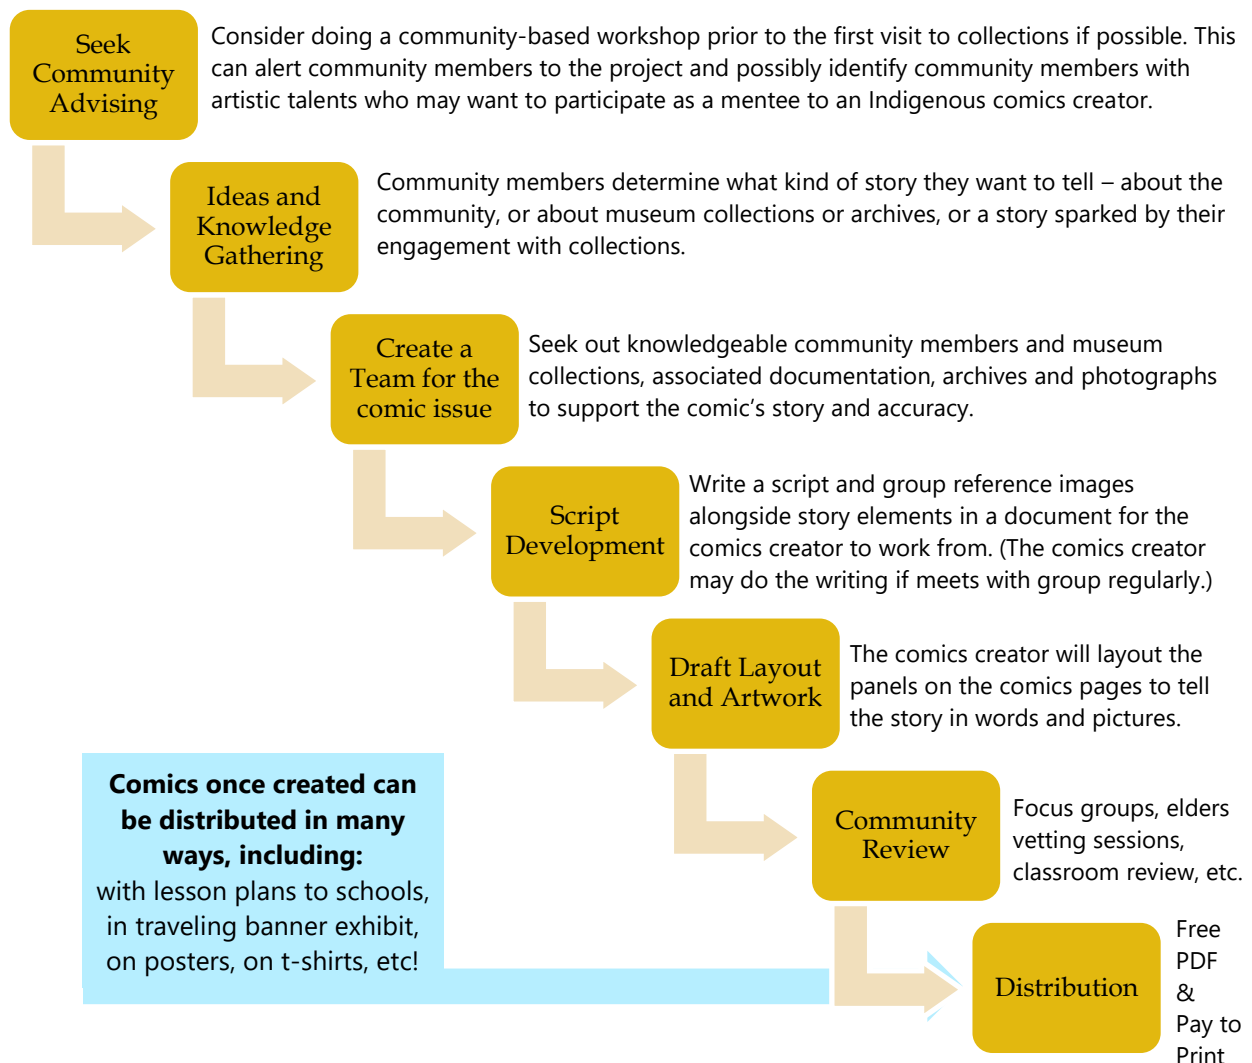 Seek
Community
Advising
Consider doing a community-based workshop prior to the first visit to collections if possible. This
can alert community members to the project and possibly identify community members with
artistic talents who may want to participate as a mentee to an Indigenous comics creator.
Ideas and
Knowledge
Gathering
Community members determine what kind of story they want to tell – about the
community, or about museum collections or archives, or a story sparked by their
engagement with collections.
Create a
Team for the
comic issue
Seek out knowledgeable community members and museum
collections, associated documentation, archives and photographs
to support the comic’s story and accuracy.
Script
Development
Write a script and group reference images
alongside story elements in a document for the
comics creator to work from. (The comics creator
may do the writing if meets with group regularly.)
Draft Layout
and Artwork
The comics creator will layout the
panels on the comics pages to tell
the story in words and pictures.
Comics once created can
be distributed in many
ways, including:
with lesson plans to schools,
in traveling banner exhibit,
on posters, on t-shirts, etc!
Community
Review
Focus groups, elders
vetting sessions,
classroom review, etc.
Distribution
Free
PDF
&
Pay to
Print